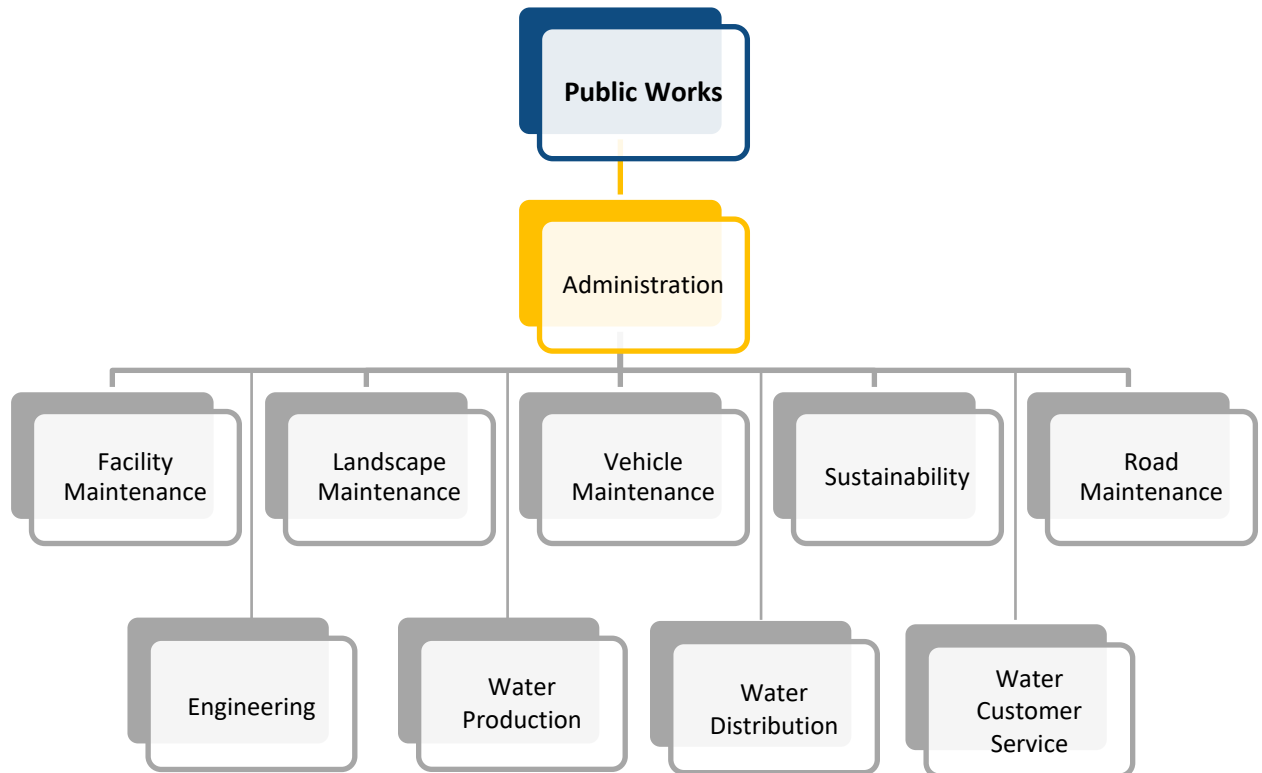 Public Works
Administration
Facility
Maintenance
Landscape
Maintenance
Vehicle
Maintenance
Sustainability
Road
Maintenance
Engineering
Water
Production
Water
Distribution
Water
Customer
Service